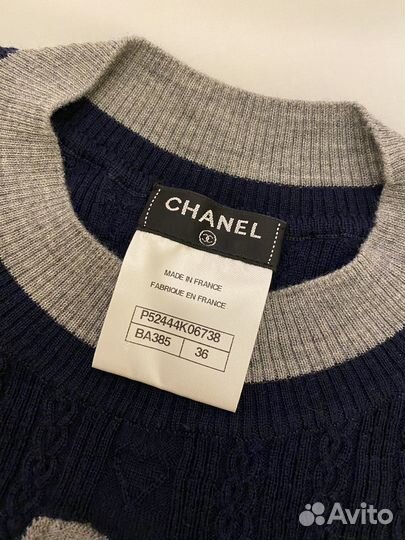 CHANEL
MADE IN FRANCE
FABRIQUE EN FRANCE
P52444K06738
BA385 36
Avito